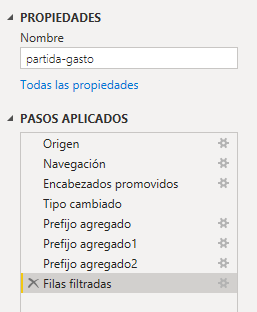 PROPIEDADES
Nombre
partida-gasto
Todas las propiedades
PASOS APLICADOS
Origen
Navegación
Encabezados promovidos
Tipo cambiado
Prefijo agregado
Prefijo agregado1
Prefijo agregado2
Filas filtradas